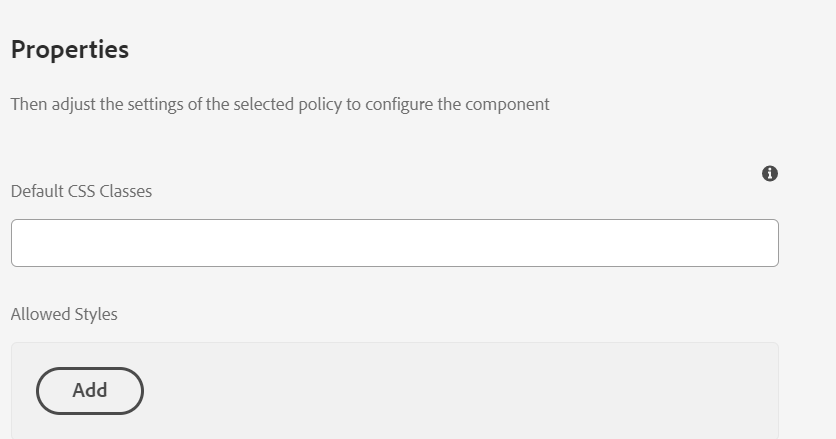 Properties
Then adjust the settings of the selected policy to configure the component
Default CSS Classes
Allowed Styles
Add